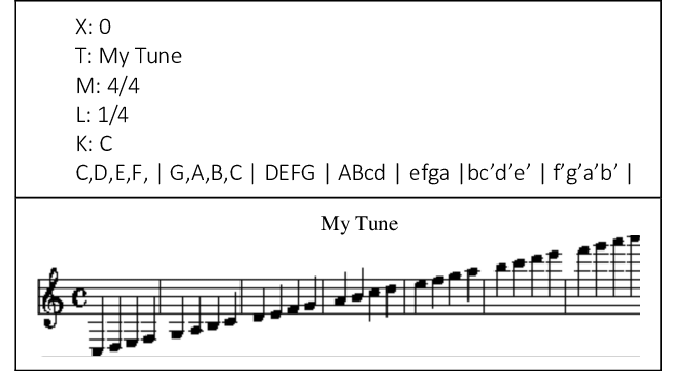 X: 0
T: My Tune
M: 4/4
L: 1/4
K: C
C,D,E,F, | G,A,B,C | DEFG | ABcd | efga |bc’d’e’ | f’g’a’b’ |
My Tune